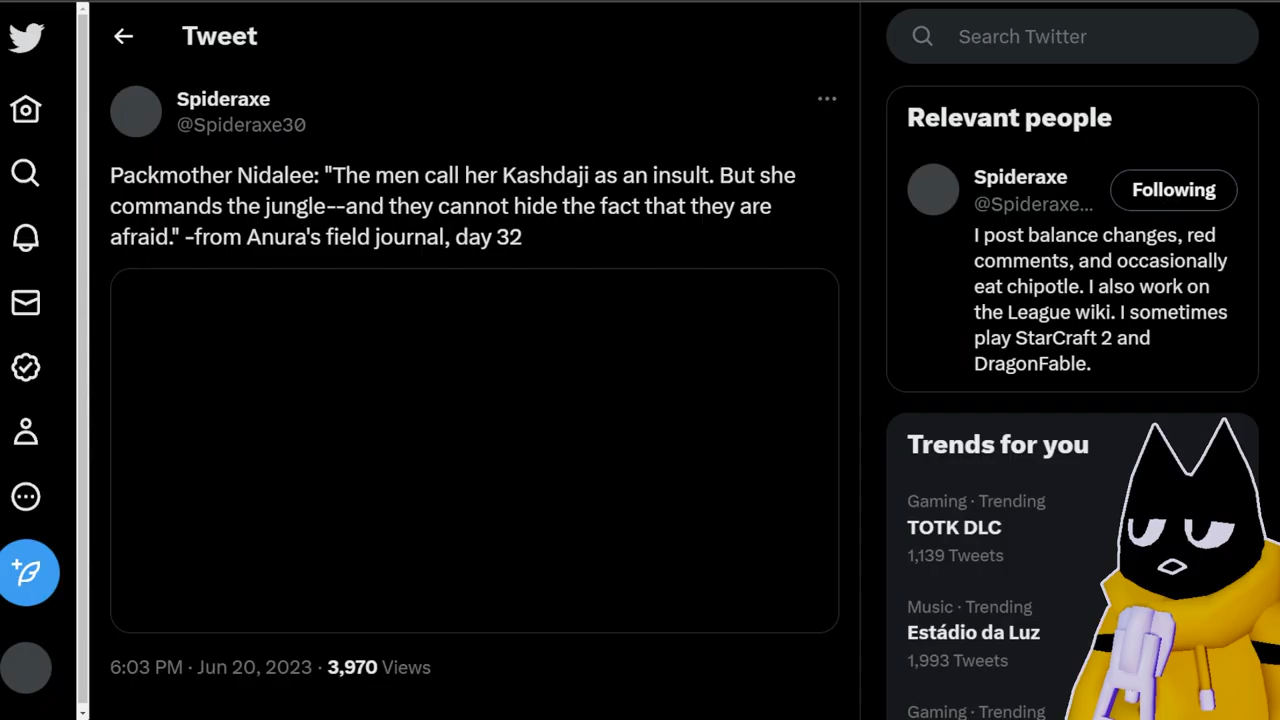 Tweet
Spideraxe
@Spideraxe30
Packmother Nidalee: "The men call her Kashdaji as an insult. But she
commands the jungle--and they cannot hide the fact that they are
afraid." -from Anura's field journal, day 32
6:03 PM · Jun 20, 2023 · 3,970 Views
Search Twitter
Relevant people
Spideraxe
@Spideraxe...
Following
I post balance changes, red
comments, and occasionally
eat chipotle. I also work on
the League wiki. I sometimes
play StarCraft 2 and
DragonFable.
Trends for you
Gaming · Trending
TOTK DLC
1,139 Tweets
Music · Trending
Estádio da Luz
1,993 Tweets
Gaming · Trending